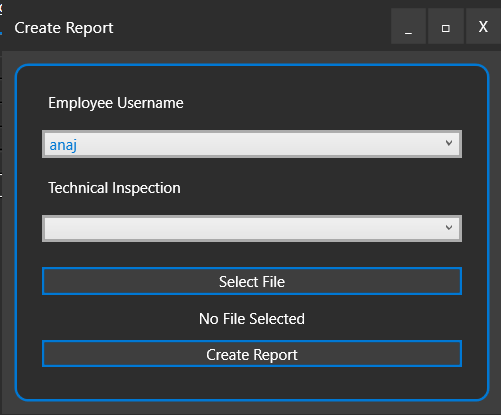 Create Report
_ □ X
Employee Username
anaj
Technical Inspection
Select File
No File Selected
Create Report